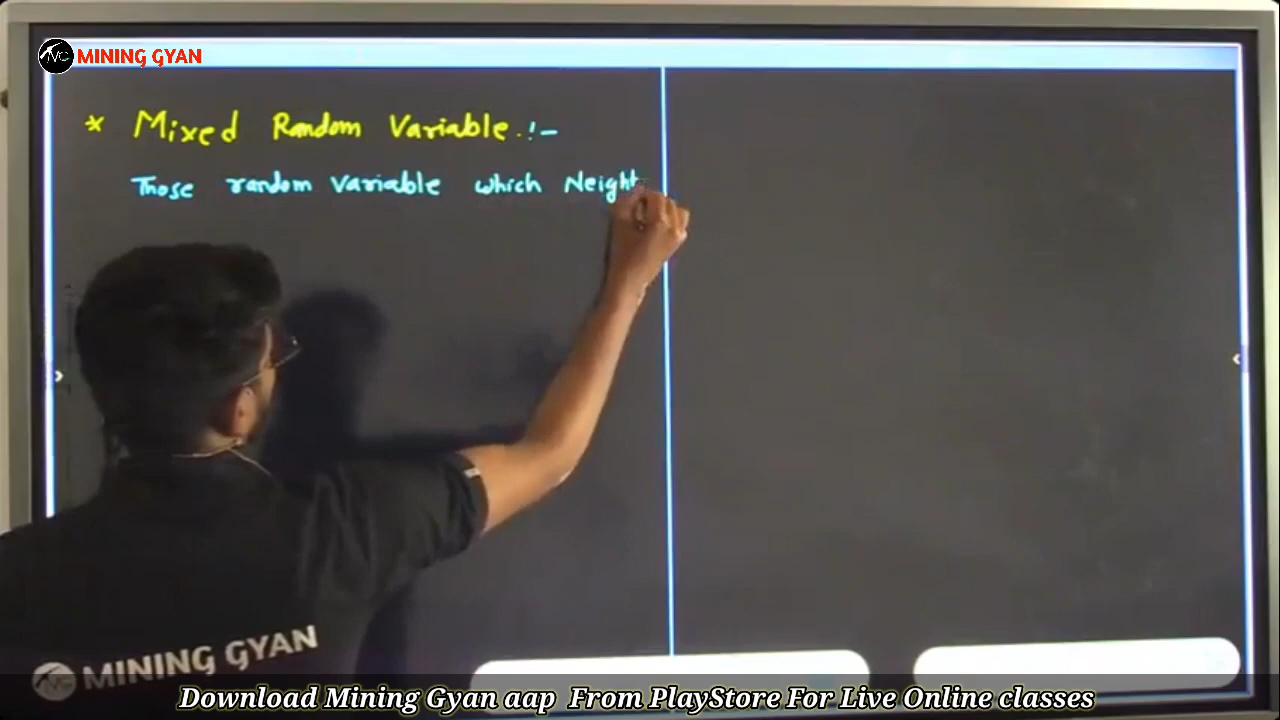 MINING GYAN
* Mixed Random Variable :-
Those random variable which Neight
MINING GYAN
Download Mining Gyan aap From PlayStore For Live Online classes